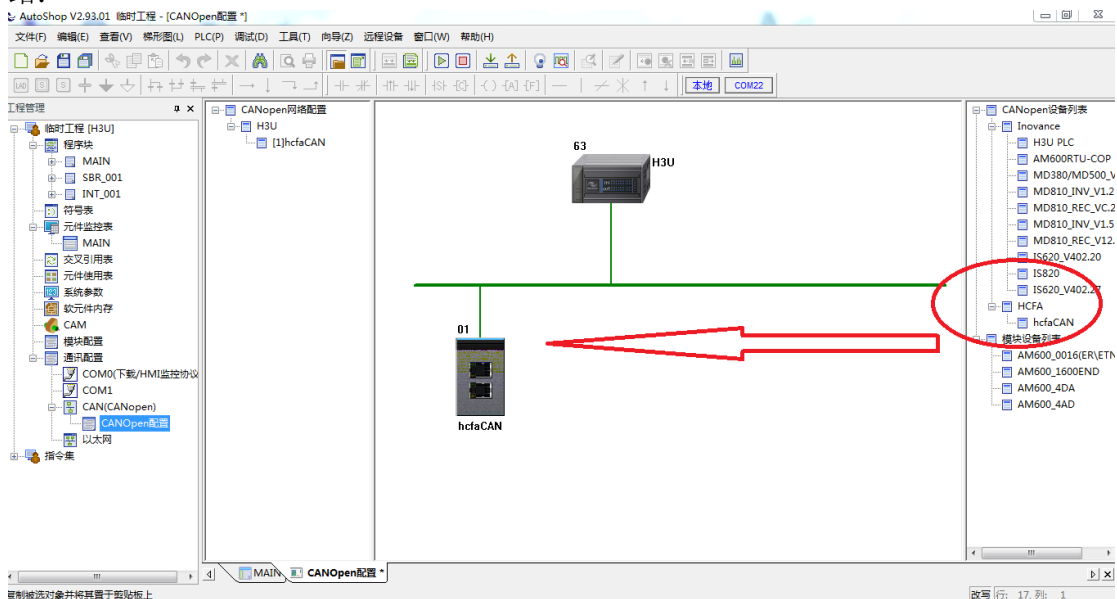 AutoShop V2.93.01 临时工程 - [CANOpen配置 *]
文件(F) 编辑(E) 查看(V) 梯形图(L) PLC(P) 调试(D) 工具(T) 向导(Z) 远程设备 窗口(W) 帮助(H)
本地 COM22
工程管理
临时工程 [H3U]
程序块
MAIN
SBR_001
INT_001
符号表
元件监控表
MAIN
交叉引用表
元件使用表
系统参数
软元件内存
CAM
模块配置
通讯配置
COM0(下载/HMI监控协议
COM1
CAN(CANopen)
CANOpen配置
以太网
指令集
CANopen网络配置
H3U
[1]hcfaCAN
63
H3U
01
hcfaCAN
CANopen设备列表
Inovance
H3U PLC
AM600RTU-COP
MD380/MD500_V
MD810_INV_V1.2
MD810_REC_VC.2
MD810_INV_V1.5
MD810_REC_V12.
IS620_V402.20
IS820
IS620_V402.27
HCFA
hcfaCAN
模块设备列表
AM600_0016(ER\ETN
AM600_1600END
AM600_4DA
AM600_4AD
MAIN CANOpen配置 *
复制被选对象并将其置于剪贴板上
改写 行: 17, 列: 1